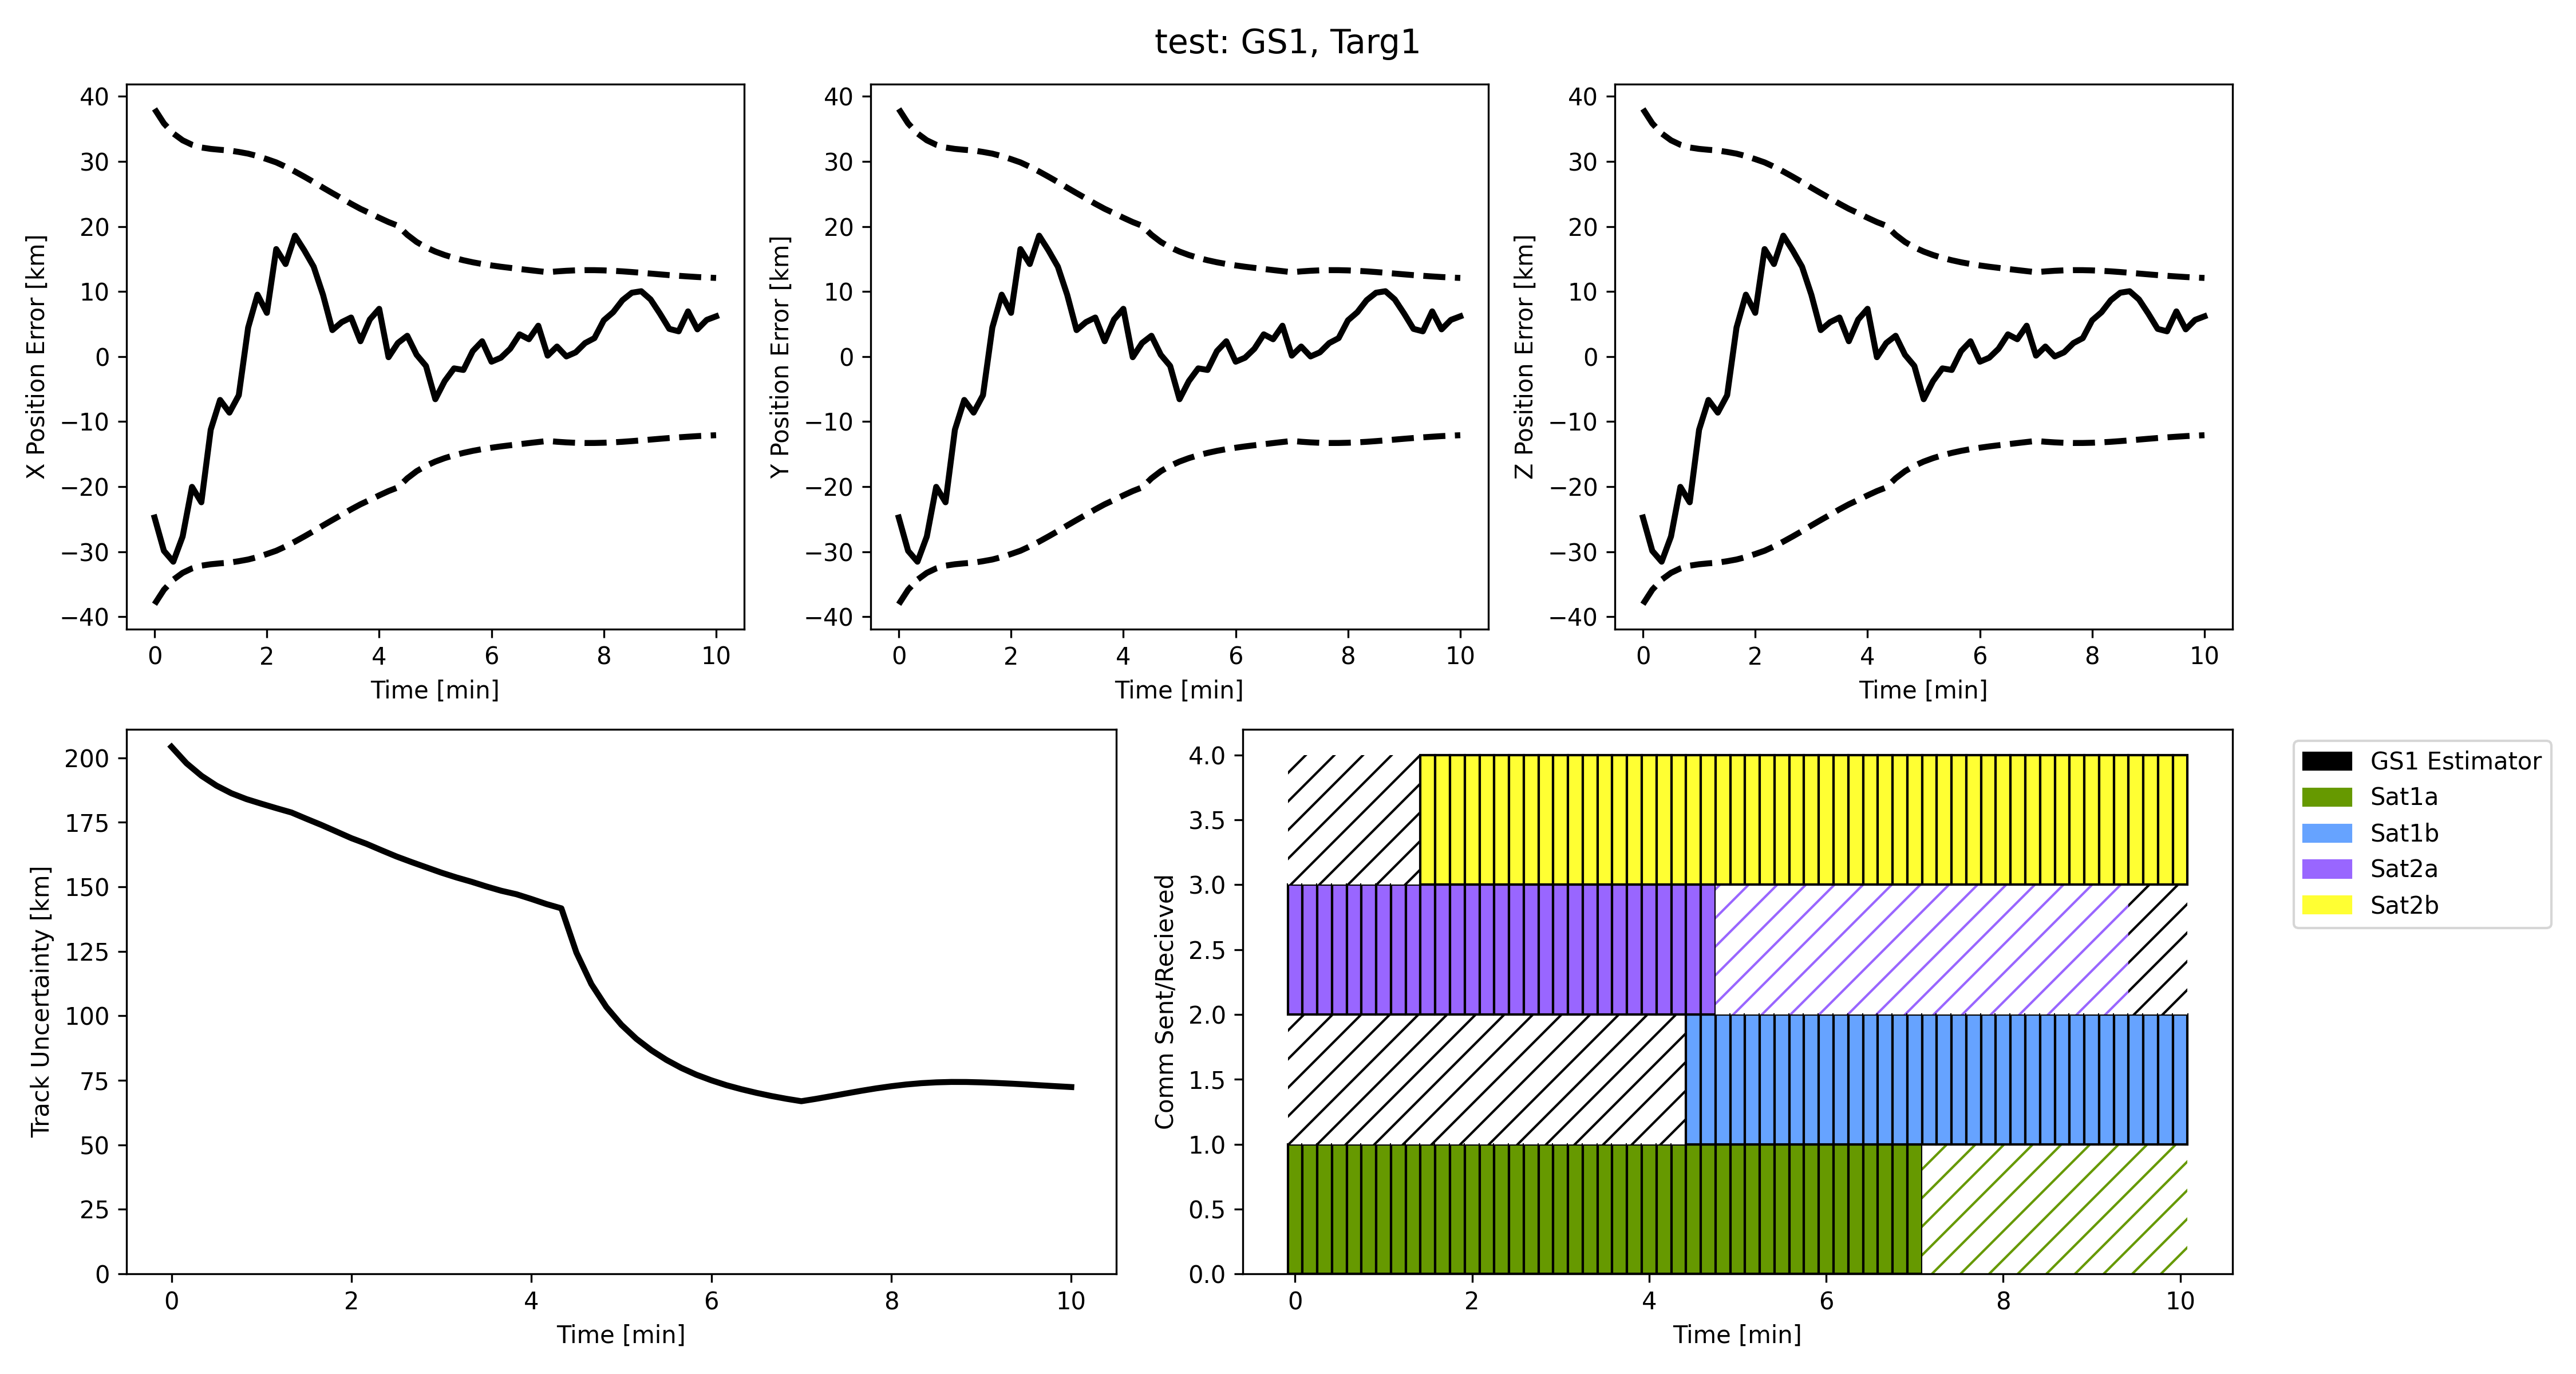 test: GS1, Targ1
40
30
20
10
0
−10
−20
−30
−40
X Position Error [km]
0 2 4 6 8 10
Time [min]
40
30
20
10
0
−10
−20
−30
−40
Y Position Error [km]
0 2 4 6 8 10
Time [min]
40
30
20
10
0
−10
−20
−30
−40
Z Position Error [km]
0 2 4 6 8 10
Time [min]
200
175
150
125
100
75
50
25
0
Track Uncertainty [km]
0 2 4 6 8 10
Time [min]
4.0
3.5
3.0
2.5
2.0
1.5
1.0
0.5
0.0
Comm Sent/Recieved
0 2 4 6 8 10
Time [min]
GS1 Estimator
Sat1a
Sat1b
Sat2a
Sat2b